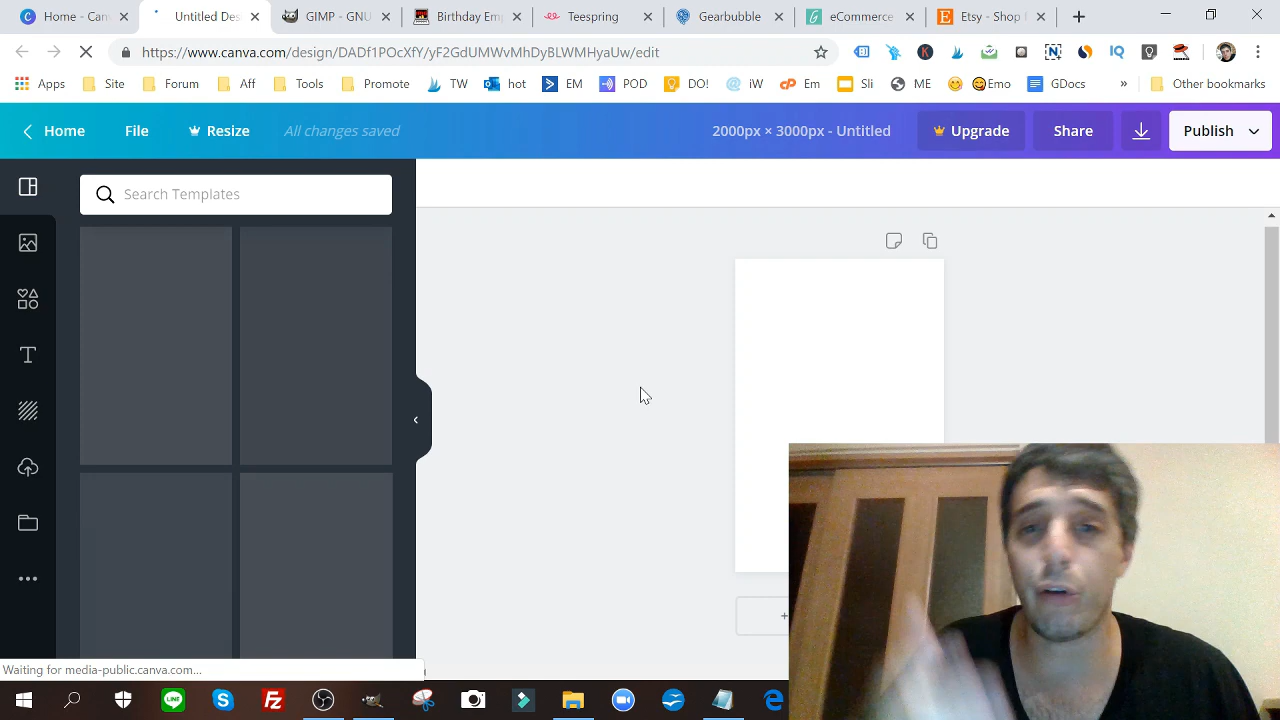 Home - Can
Untitled Des
GIMP - GNU
Birthday Emp
Teespring
Gearbubble
eCommerce
Etsy - Shop f
https://www.canva.com/design/DADf1POcXfY/yF2GdUMWvMhDyBLWMHyaUw/edit
Apps
Site
Forum
Aff
Tools
Promote
TW
hot
EM
POD
DO!
iW
Em
Sli
ME
Emo
GDocs
»
Other bookmarks
Home
File
Resize
All changes saved
2000px × 3000px - Untitled
Upgrade
Share
Publish
Search Templates
+
Waiting for media-public.canva.com...